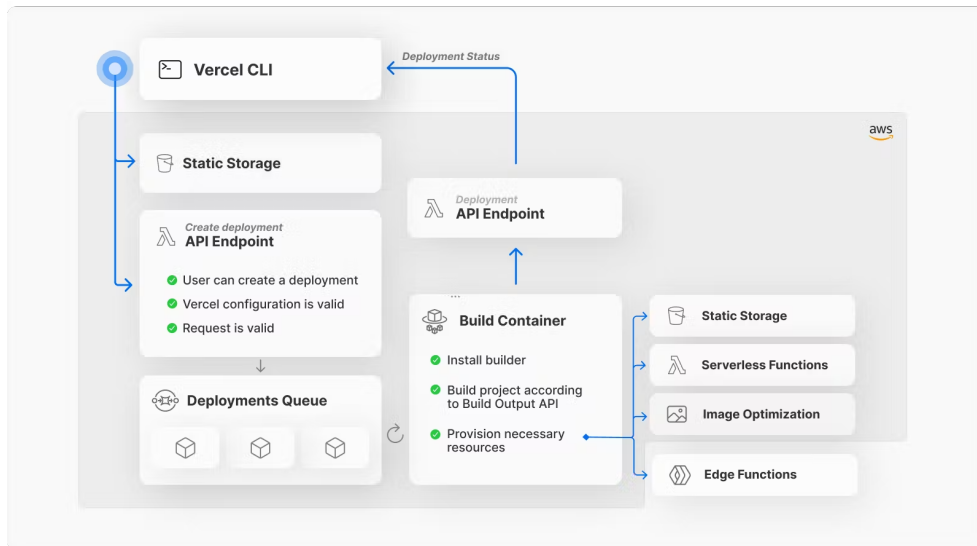 Vercel CLI
Deployment Status
aws
Static Storage
Create deployment
API Endpoint
User can create a deployment
Vercel configuration is valid
Request is valid
Deployments Queue
Deployment
API Endpoint
...
Build Container
Install builder
Build project according
to Build Output API
Provision necessary
resources
Static Storage
Serverless Functions
Image Optimization
Edge Functions